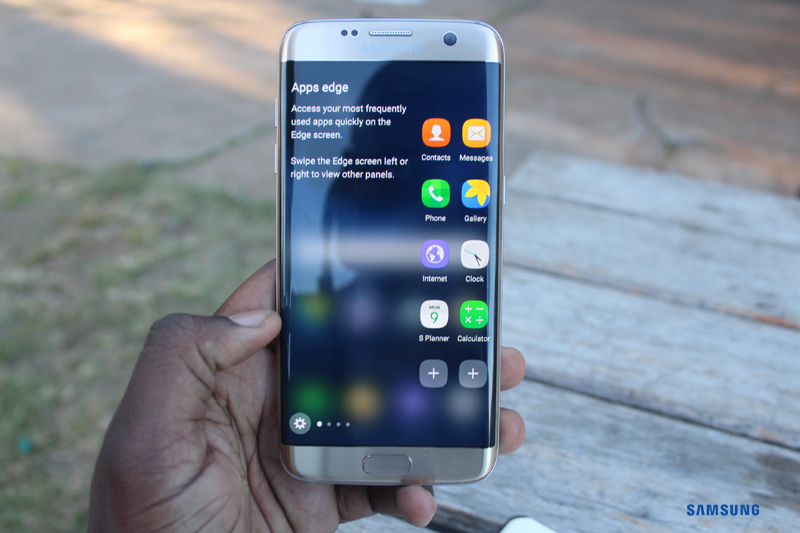 SAMSUNG
Apps edge
Access your most frequently
used apps quickly on the
Edge screen.
Swipe the Edge screen left or
right to view other panels.
Contacts Messages
Phone Gallery
Internet Clock
MON
9
S Planner Calculator
SAMSUNG